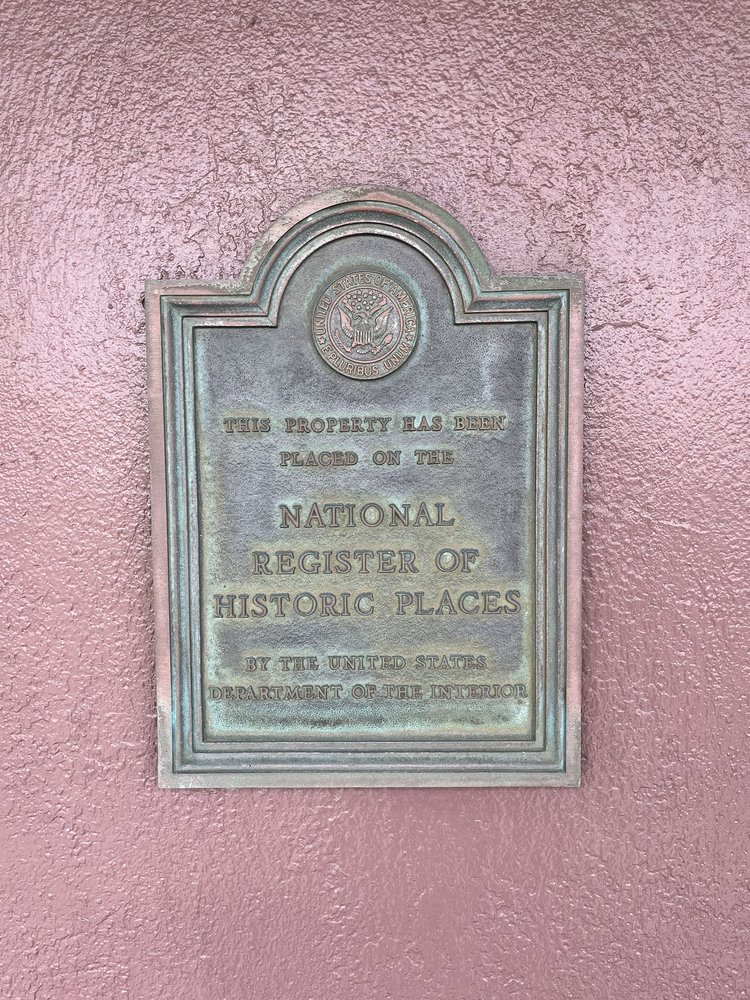 UNITED STATES OF AMERICA
E PLURIBUS UNUM
THIS PROPERTY HAS BEEN
PLACED ON THE
NATIONAL
REGISTER OF
HISTORIC PLACES
BY THE UNITED STATES
DEPARTMENT OF THE INTERIOR